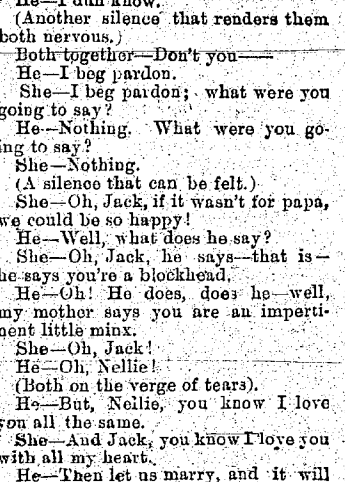 He—I dun know.
(Another silence that renders them
both nervous.)
Both together—Don't you——
He—I beg pardon.
She—I beg pardon; what were you
going to say?
He—Nothing. What were you go-
ing to say?
She—Nothing.
(A silence that can be felt.)
She—Oh, Jack, if it wasn't for papa,
we could be so happy!
He—Well, what does he say?
She—Oh, Jack, he says—that is—
he says you're a blockhead.
He—Oh! He does, does he—well,
my mother says you are an imperti-
nent little minx.
She—Oh, Jack!
He—Oh, Nellie!
(Both on the verge of tears).
He—But, Nellie, you know I love
you all the same.
She—And Jack, you know I love you
with all my heart.
He—Then let us marry, and it will